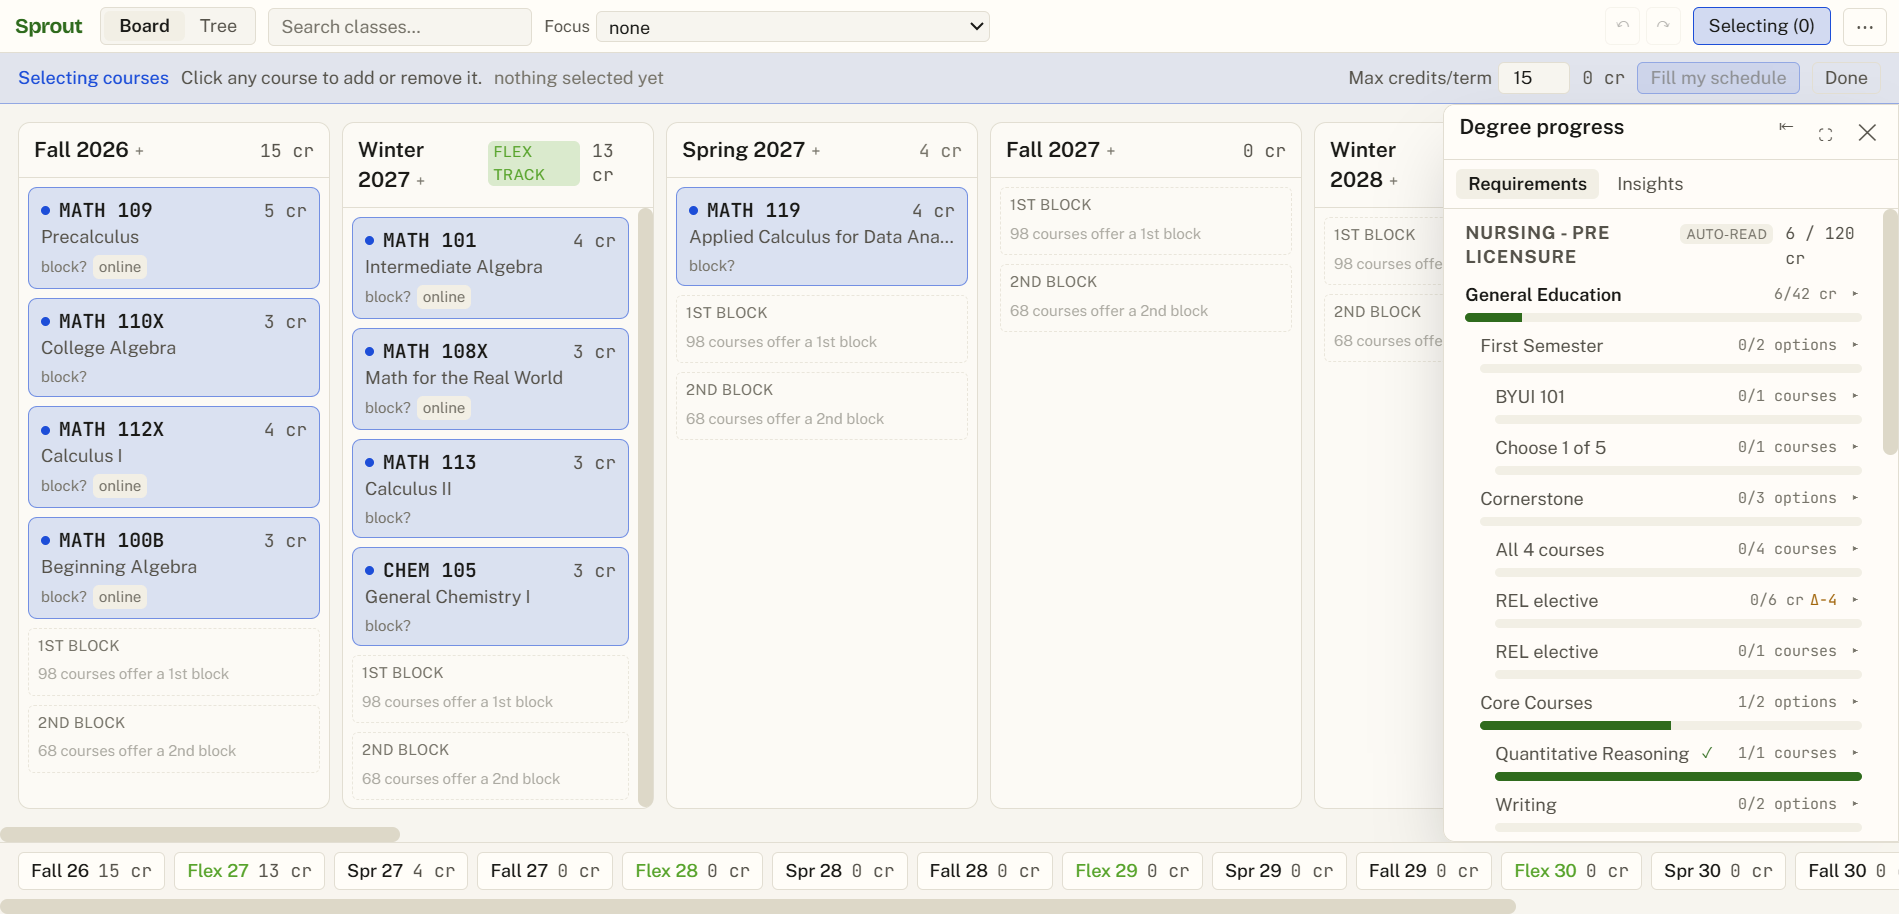 Sprout
Board Tree
Search classes...
Focus none
Selecting (0)
Selecting courses Click any course to add or remove it. nothing selected yet
Max credits/term 15 0 cr Fill my schedule Done
Fall 2026 + 15 cr
MATH 109 5 cr
Precalculus
block? online
MATH 110X 3 cr
College Algebra
block?
MATH 112X 4 cr
Calculus I
block? online
MATH 100B 3 cr
Beginning Algebra
block? online
1ST BLOCK
98 courses offer a 1st block
2ND BLOCK
68 courses offer a 2nd block
Winter
2027 +
FLEX
TRACK
13
cr
MATH 101 4 cr
Intermediate Algebra
block? online
MATH 108X 3 cr
Math for the Real World
block? online
MATH 113 3 cr
Calculus II
block?
CHEM 105 3 cr
General Chemistry I
block?
1ST BLOCK
98 courses offer a 1st block
2ND BLOCK
68 courses offer a 2nd block
Spring 2027 + 4 cr
MATH 119 4 cr
Applied Calculus for Data Ana...
block?
1ST BLOCK
98 courses offer a 1st block
2ND BLOCK
68 courses offer a 2nd block
Fall 2027 + 0 cr
1ST BLOCK
98 courses offer a 1st block
2ND BLOCK
68 courses offer a 2nd block
Winter
2028 +
1ST BLOCK
98 courses offe
2ND BLOCK
68 courses offe
Degree progress
Requirements Insights
NURSING - PRE
LICENSURE
AUTO-READ
6 / 120
cr
General Education 6/42 cr
First Semester 0/2 options
BYUI 101 0/1 courses
Choose 1 of 5 0/1 courses
Cornerstone 0/3 options
All 4 courses 0/4 courses
REL elective 0/6 cr Δ-4
REL elective 0/1 courses
Core Courses 1/2 options
Quantitative Reasoning ✓ 1/1 courses
Writing 0/2 options
Fall 26 15 cr
Flex 27 13 cr
Spr 27 4 cr
Fall 27 0 cr
Flex 28 0 cr
Spr 28 0 cr
Fall 28 0 cr
Flex 29 0 cr
Spr 29 0 cr
Fall 29 0 cr
Flex 30 0 cr
Spr 30 0 cr
Fall 30 0